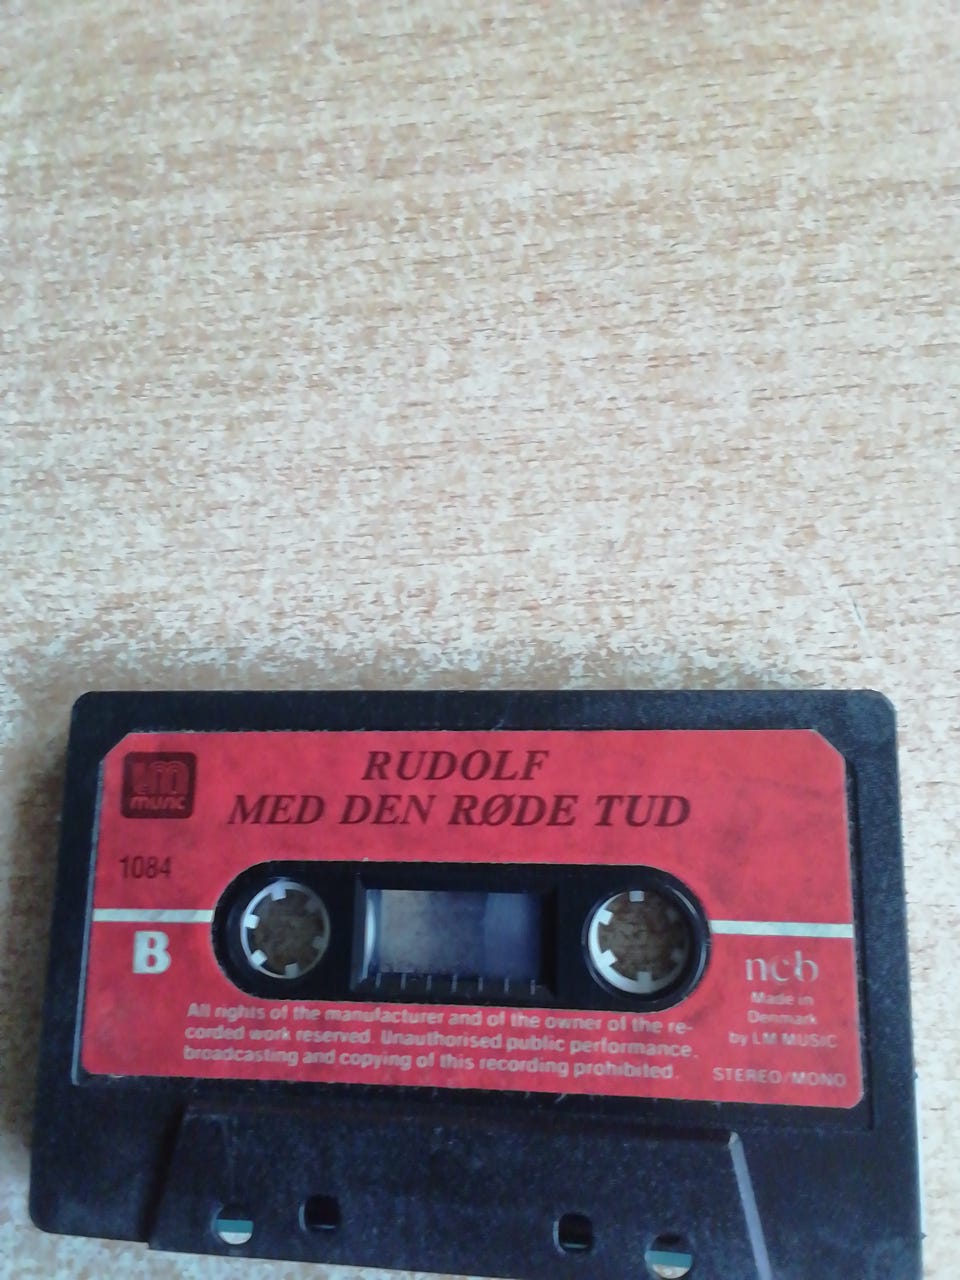 LM
music
RUDOLF
MED DEN RØDE TUD
1084
B
ncb
Made in
Denmark
by LM MUSIC
STEREO/MONO
All rights of the manufacturer and of the owner of the re-
corded work reserved. Unauthorised public performance.
broadcasting and copying of this recording prohibited.